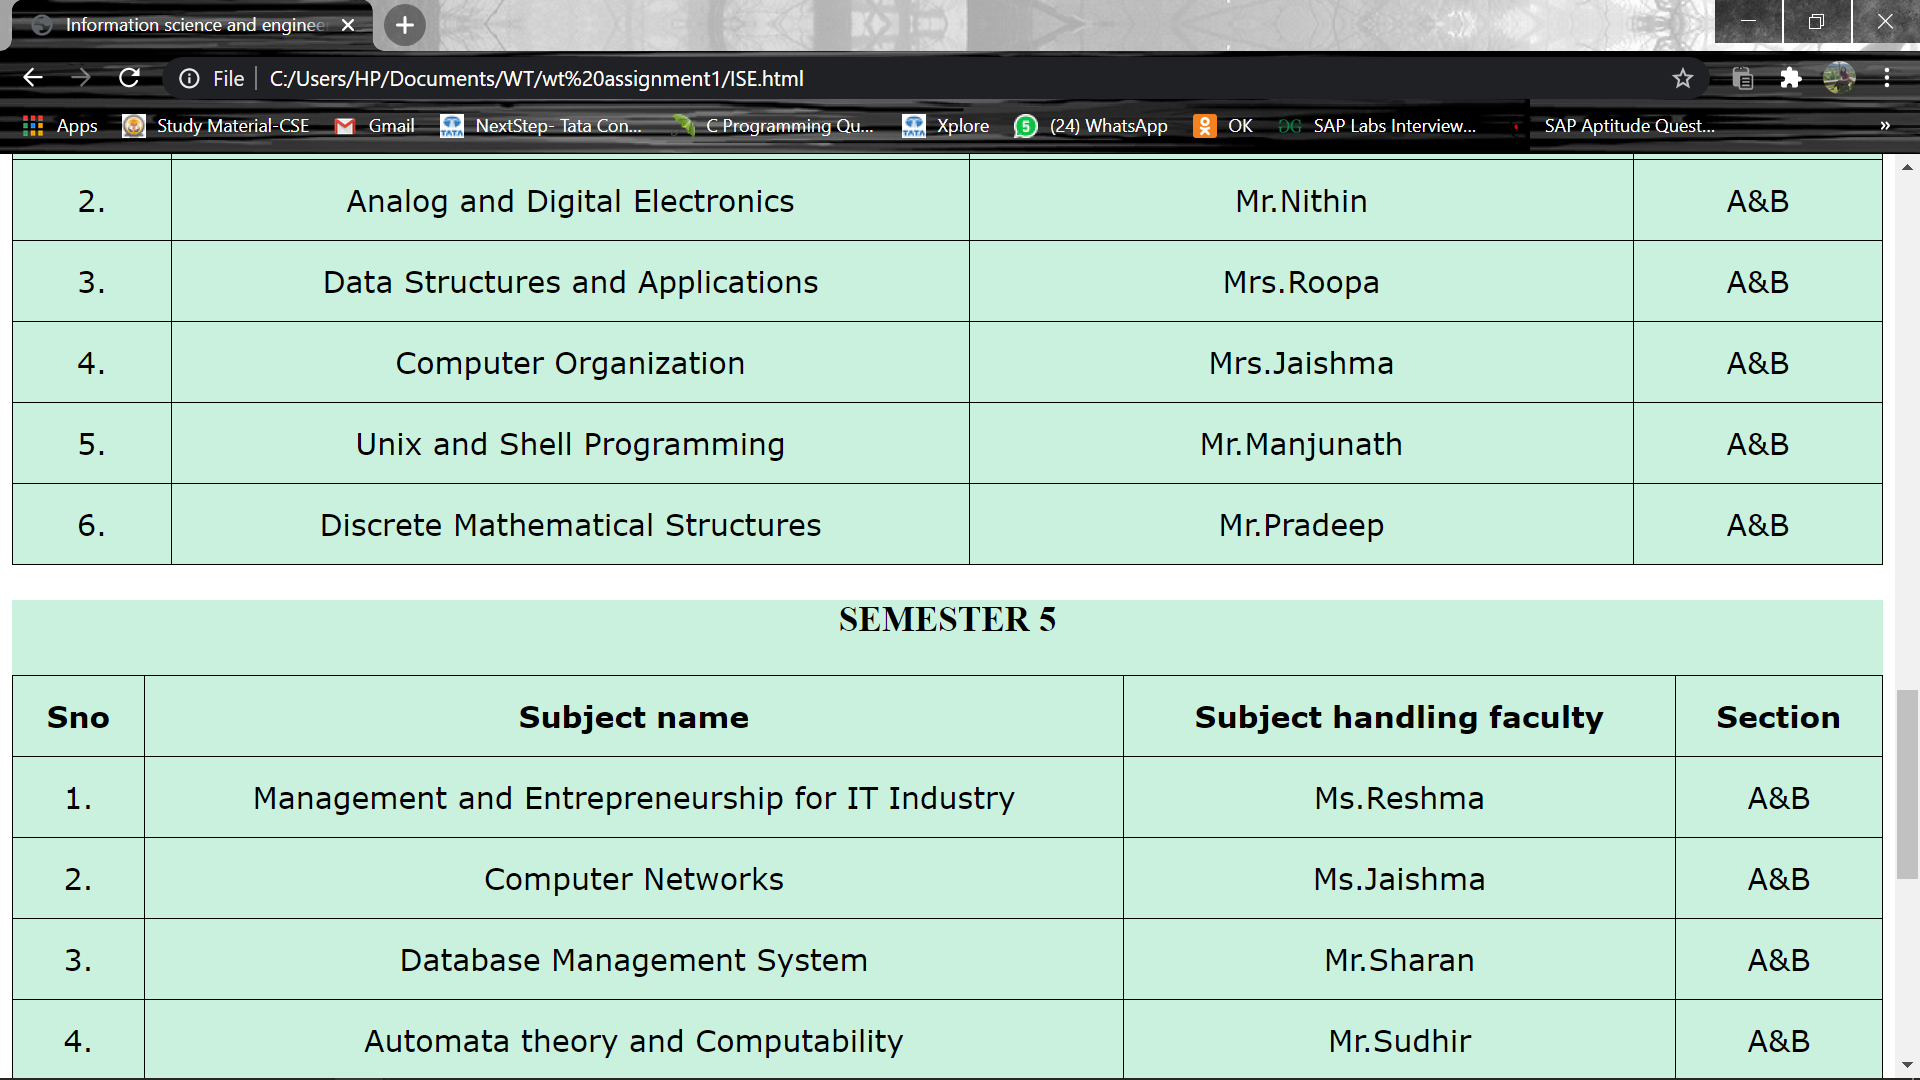 Information science and enginee
File C:/Users/HP/Documents/WT/wt%20assignment1/ISE.html
Apps Study Material-CSE Gmail NextStep- Tata Con... C Programming Qu... Xplore 5 (24) WhatsApp OK SAP Labs Interview... SAP Aptitude Quest... »
2. Analog and Digital Electronics Mr.Nithin A&B
3. Data Structures and Applications Mrs.Roopa A&B
4. Computer Organization Mrs.Jaishma A&B
5. Unix and Shell Programming Mr.Manjunath A&B
6. Discrete Mathematical Structures Mr.Pradeep A&B
SEMESTER 5
Sno Subject name Subject handling faculty Section
1. Management and Entrepreneurship for IT Industry Ms.Reshma A&B
2. Computer Networks Ms.Jaishma A&B
3. Database Management System Mr.Sharan A&B
4. Automata theory and Computability Mr.Sudhir A&B